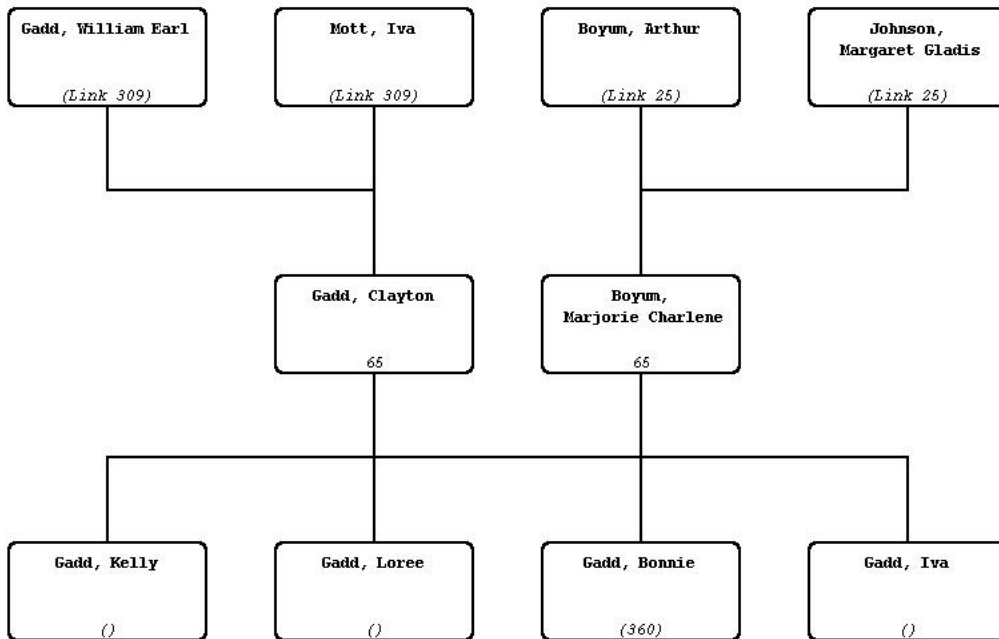 Gadd, William Earl
(Link 309)
Mott, Iva
(Link 309)
Boyum, Arthur
(Link 25)
Johnson,
Margaret Gladis
(Link 25)
Gadd, Clayton
65
Boyum,
Marjorie Charlene
65
Gadd, Kelly
()
Gadd, Loree
()
Gadd, Bonnie
(360)
Gadd, Iva
()